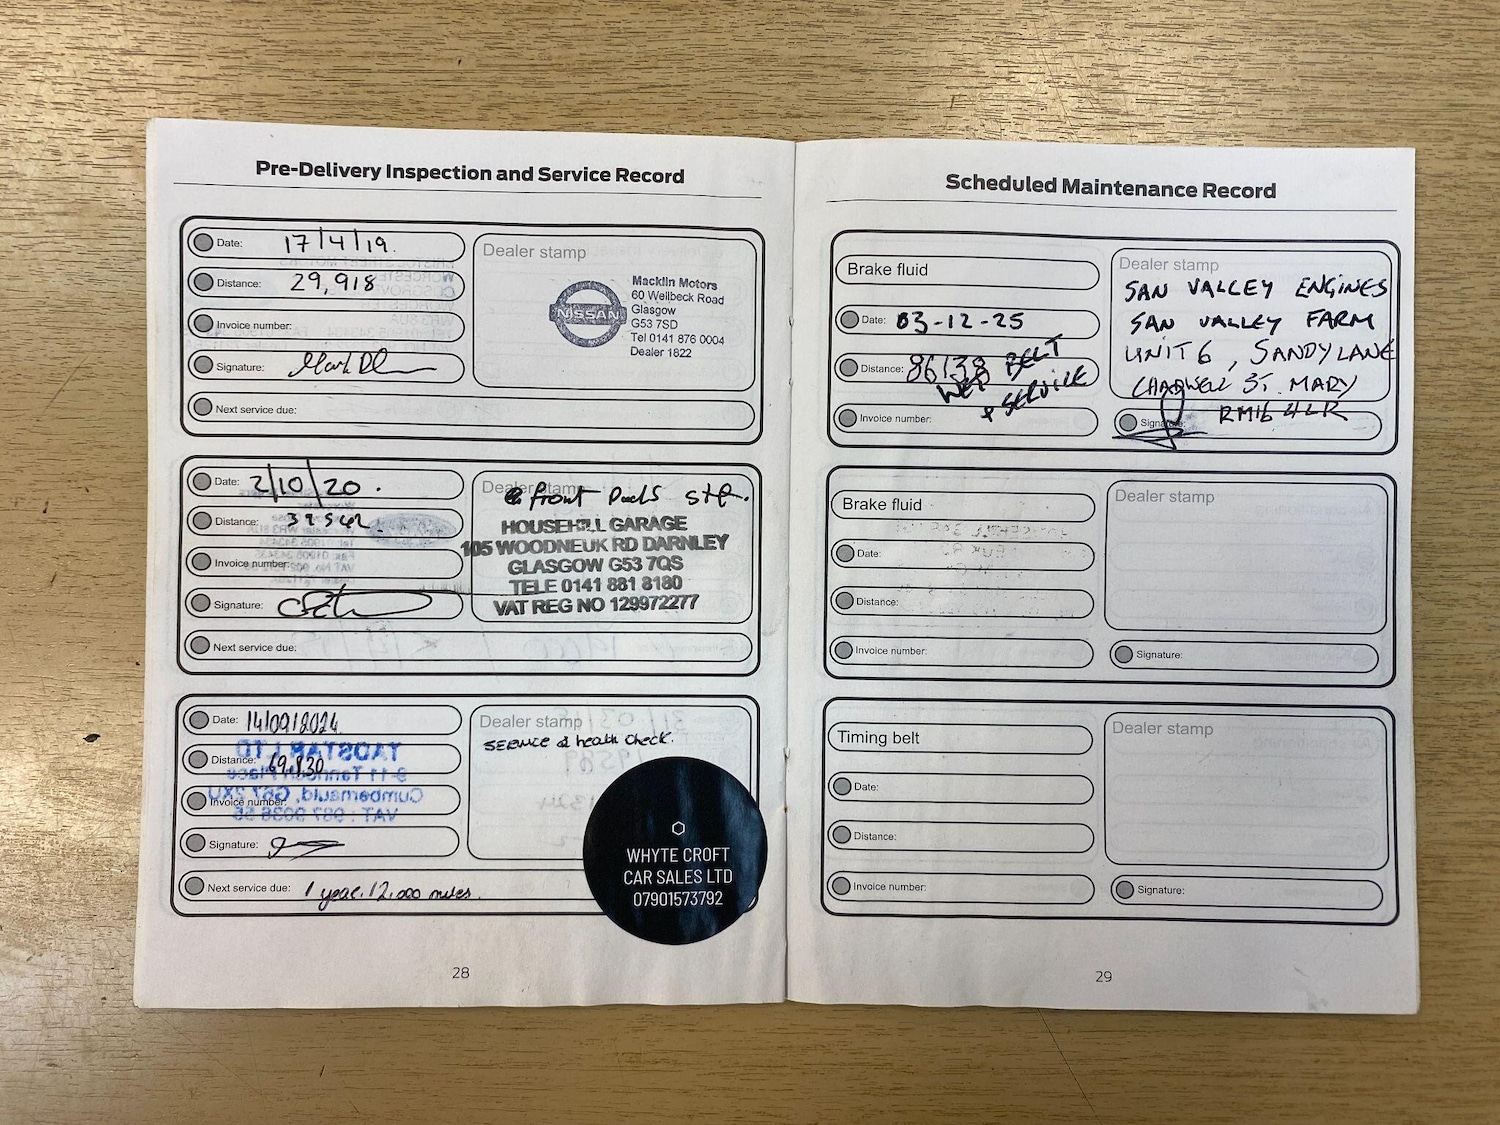 Pre-Delivery Inspection and Service Record
Date: 17/4/19.
Distance: 29,918
Invoice number:
Signature:
Next service due:
Dealer stamp
NISSAN
Macklin Motors
60 Wellbeck Road
Glasgow
G53 7SD
Tel 0141 876 0004
Dealer 1822
Date: 2/10/20.
Distance: 39542
Invoice number:
Signature:
Next service due:
Dealer stamp
front Pads
HOUSEHILL GARAGE
105 WOODNEUK RD DARNLEY
GLASGOW G53 7QS
TELE 0141 881 8180
VAT REG NO 129972277
Date: 14/09/2024
Distance: 69,830
Invoice number:
Signature:
Next service due: 1 year. 12,000 miles.
Dealer stamp
SERVICE & health check.
WHYTE CROFT
CAR SALES LTD
07901573792
28
Scheduled Maintenance Record
Brake fluid
Date: 03-12-25
Distance: 86138 BELT
WET & SERVICE
Invoice number:
Dealer stamp
SAN VALLEY ENGINES
SAN VALLEY FARM
UNIT 6, SANDY LANE
CHADWELL ST. MARY
RM16 4LR
Signature:
Brake fluid
Date:
Distance:
Invoice number:
Dealer stamp
Signature:
Timing belt
Date:
Distance:
Invoice number:
Dealer stamp
Signature:
29